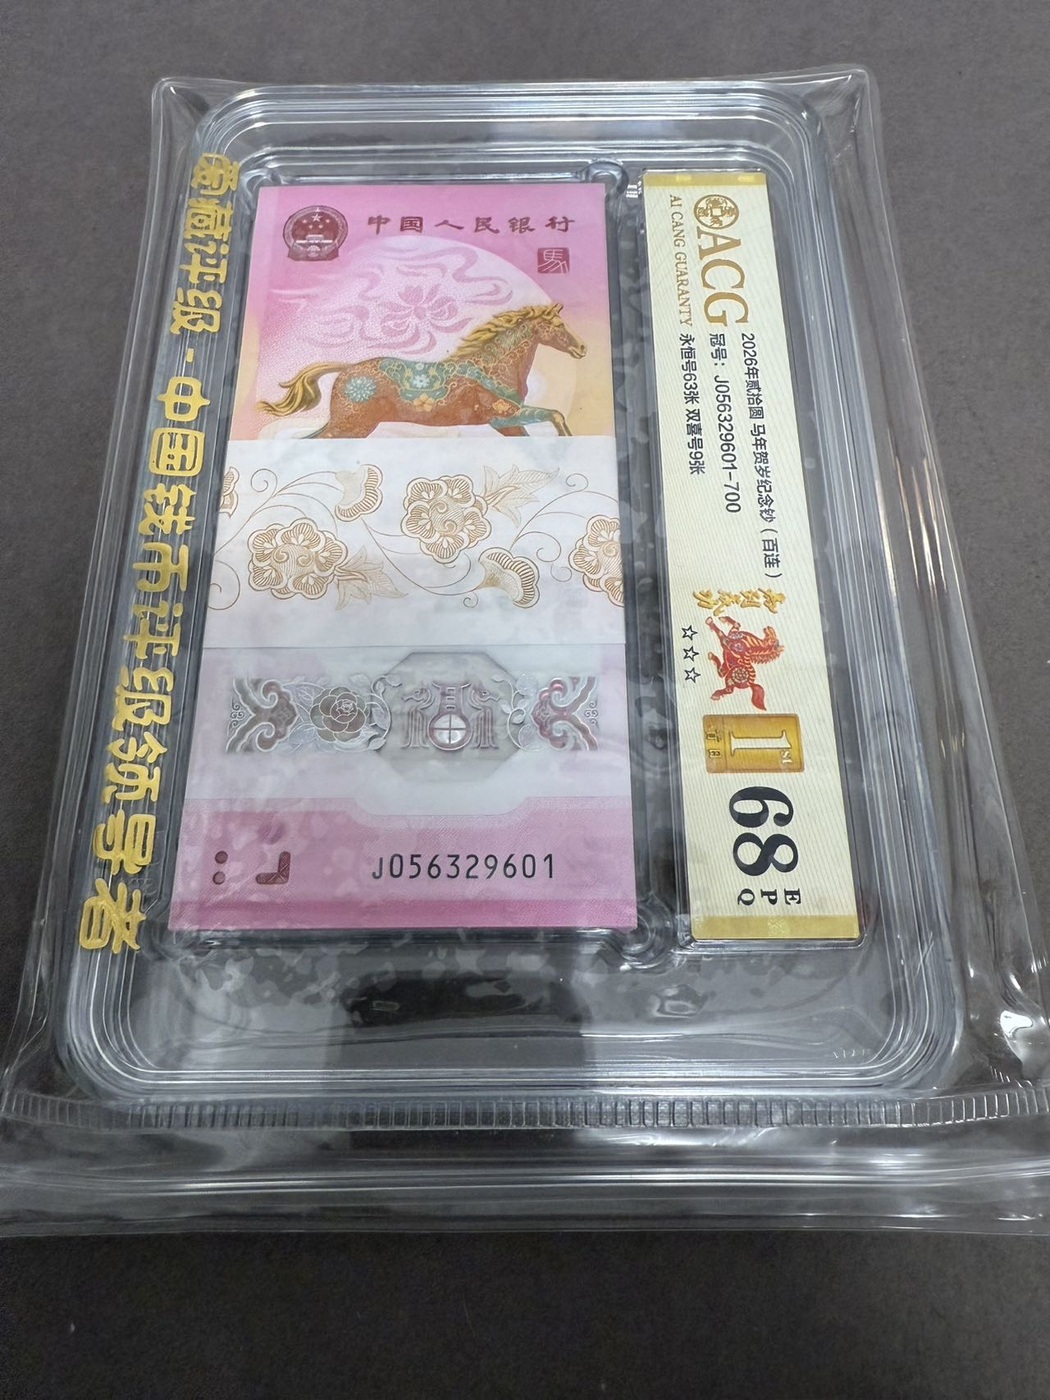 爱藏评级-中国钱币评级领导者
中国人民银行
馬
J056329601
ACG
AI CANG GUARANTY
2026年贰拾圆 马年贺岁纪念钞（百连）
冠号：J056329601-700
永恒号63张 双喜号9张
☆☆☆
1
68
EPQ